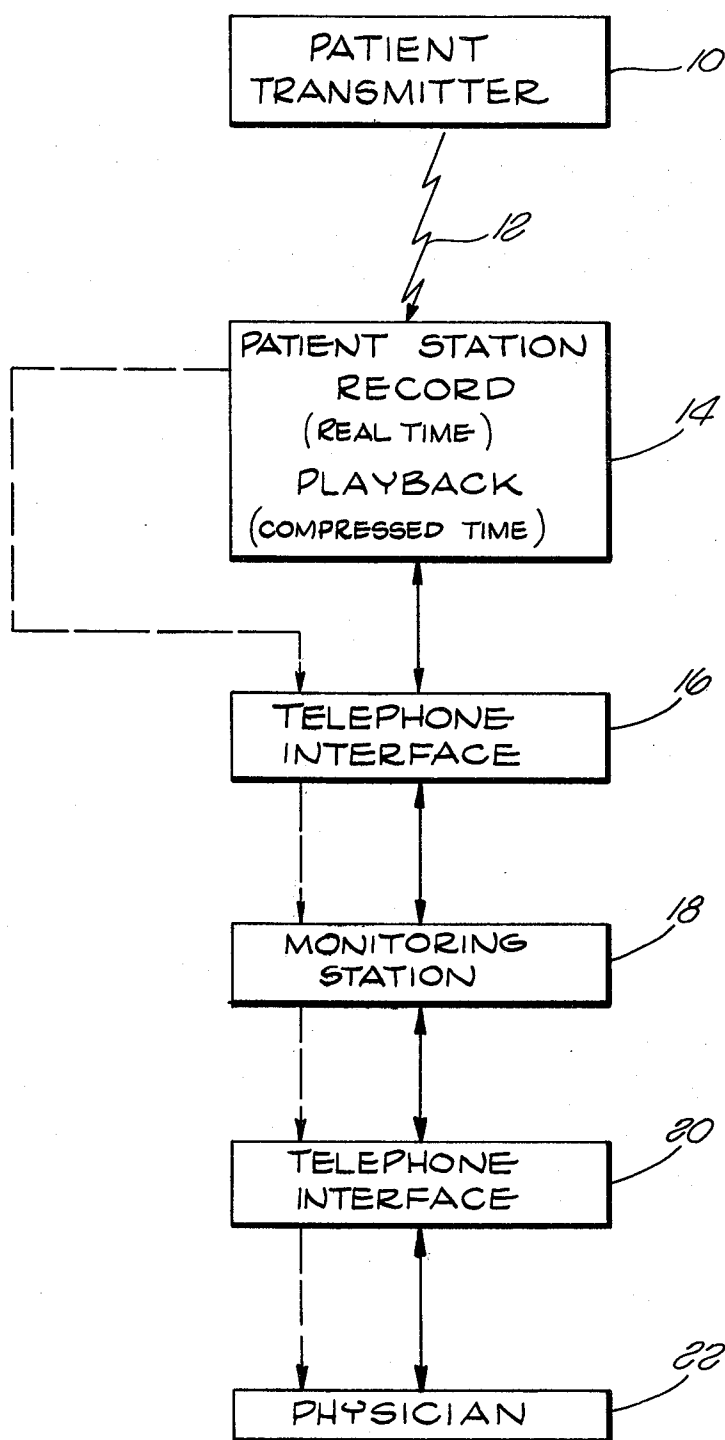 PATIENT
TRANSMITTER
10
12
PATIENT STATION
RECORD
(REAL TIME)
PLAYBACK
(COMPRESSED TIME)
14
TELEPHONE
INTERFACE
16
MONITORING
STATION
18
TELEPHONE
INTERFACE
20
PHYSICIAN
22